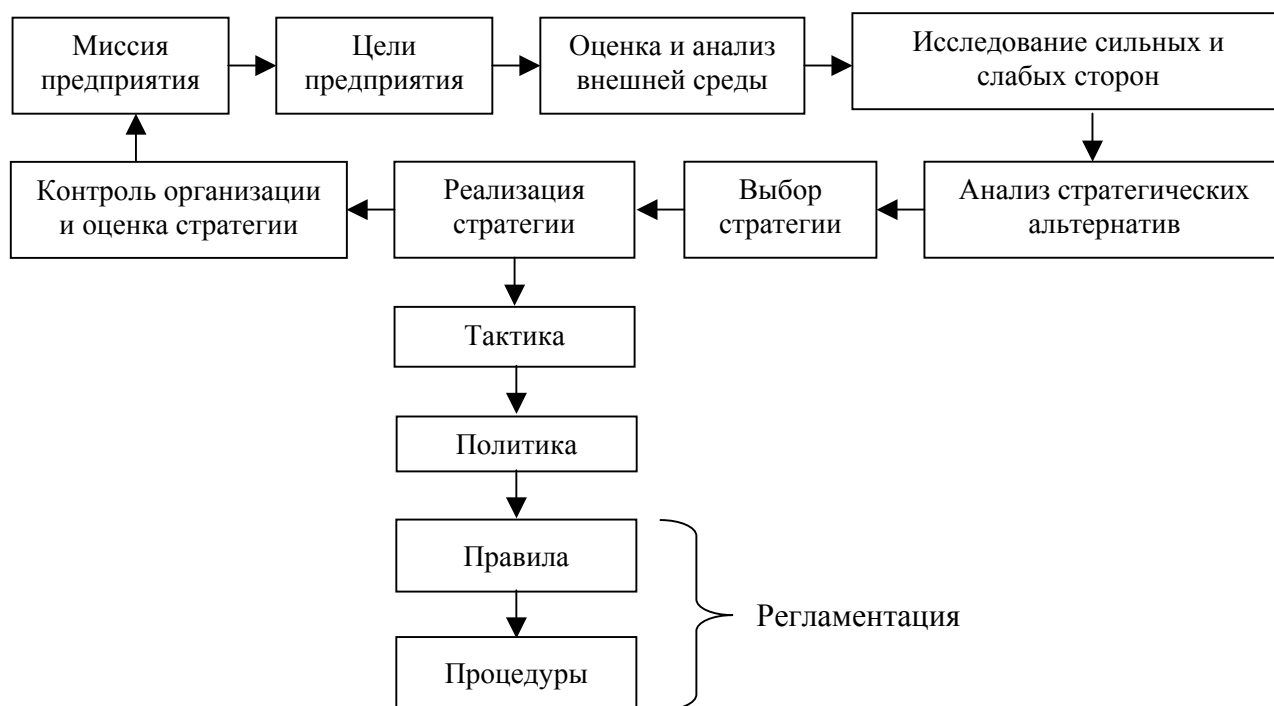 Миссия
предприятия
Цели
предприятия
Оценка и анализ
внешней среды
Исследование сильных и
слабых сторон
Контроль организации
и оценка стратегии
Реализация
стратегии
Выбор
стратегии
Анализ стратегических
альтернатив
Тактика
Политика
Правила
Регламентация
Процедуры